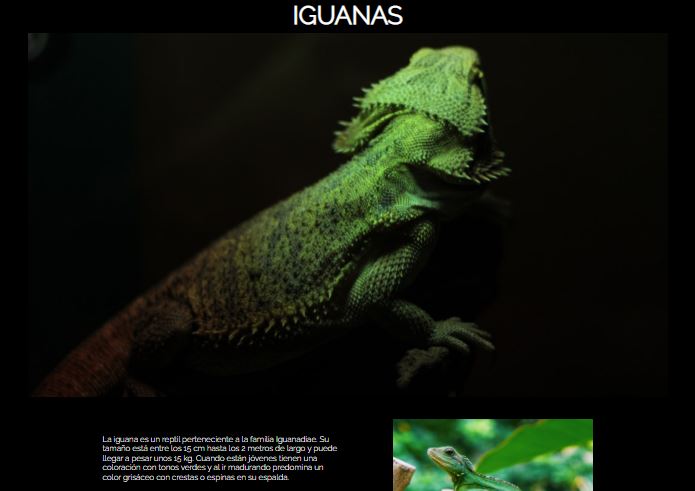 IGUANAS
La iguana es un reptil perteneciente a la familia Iguanadiae. Su
tamaño está entre los 15 cm hasta los 2 metros de largo y puede
llegar a pesar unos 15 kg. Cuando están jóvenes tienen una
coloración con tonos verdes y al ir madurando predomina un
color grisáceo con crestas o espinas en su espalda.